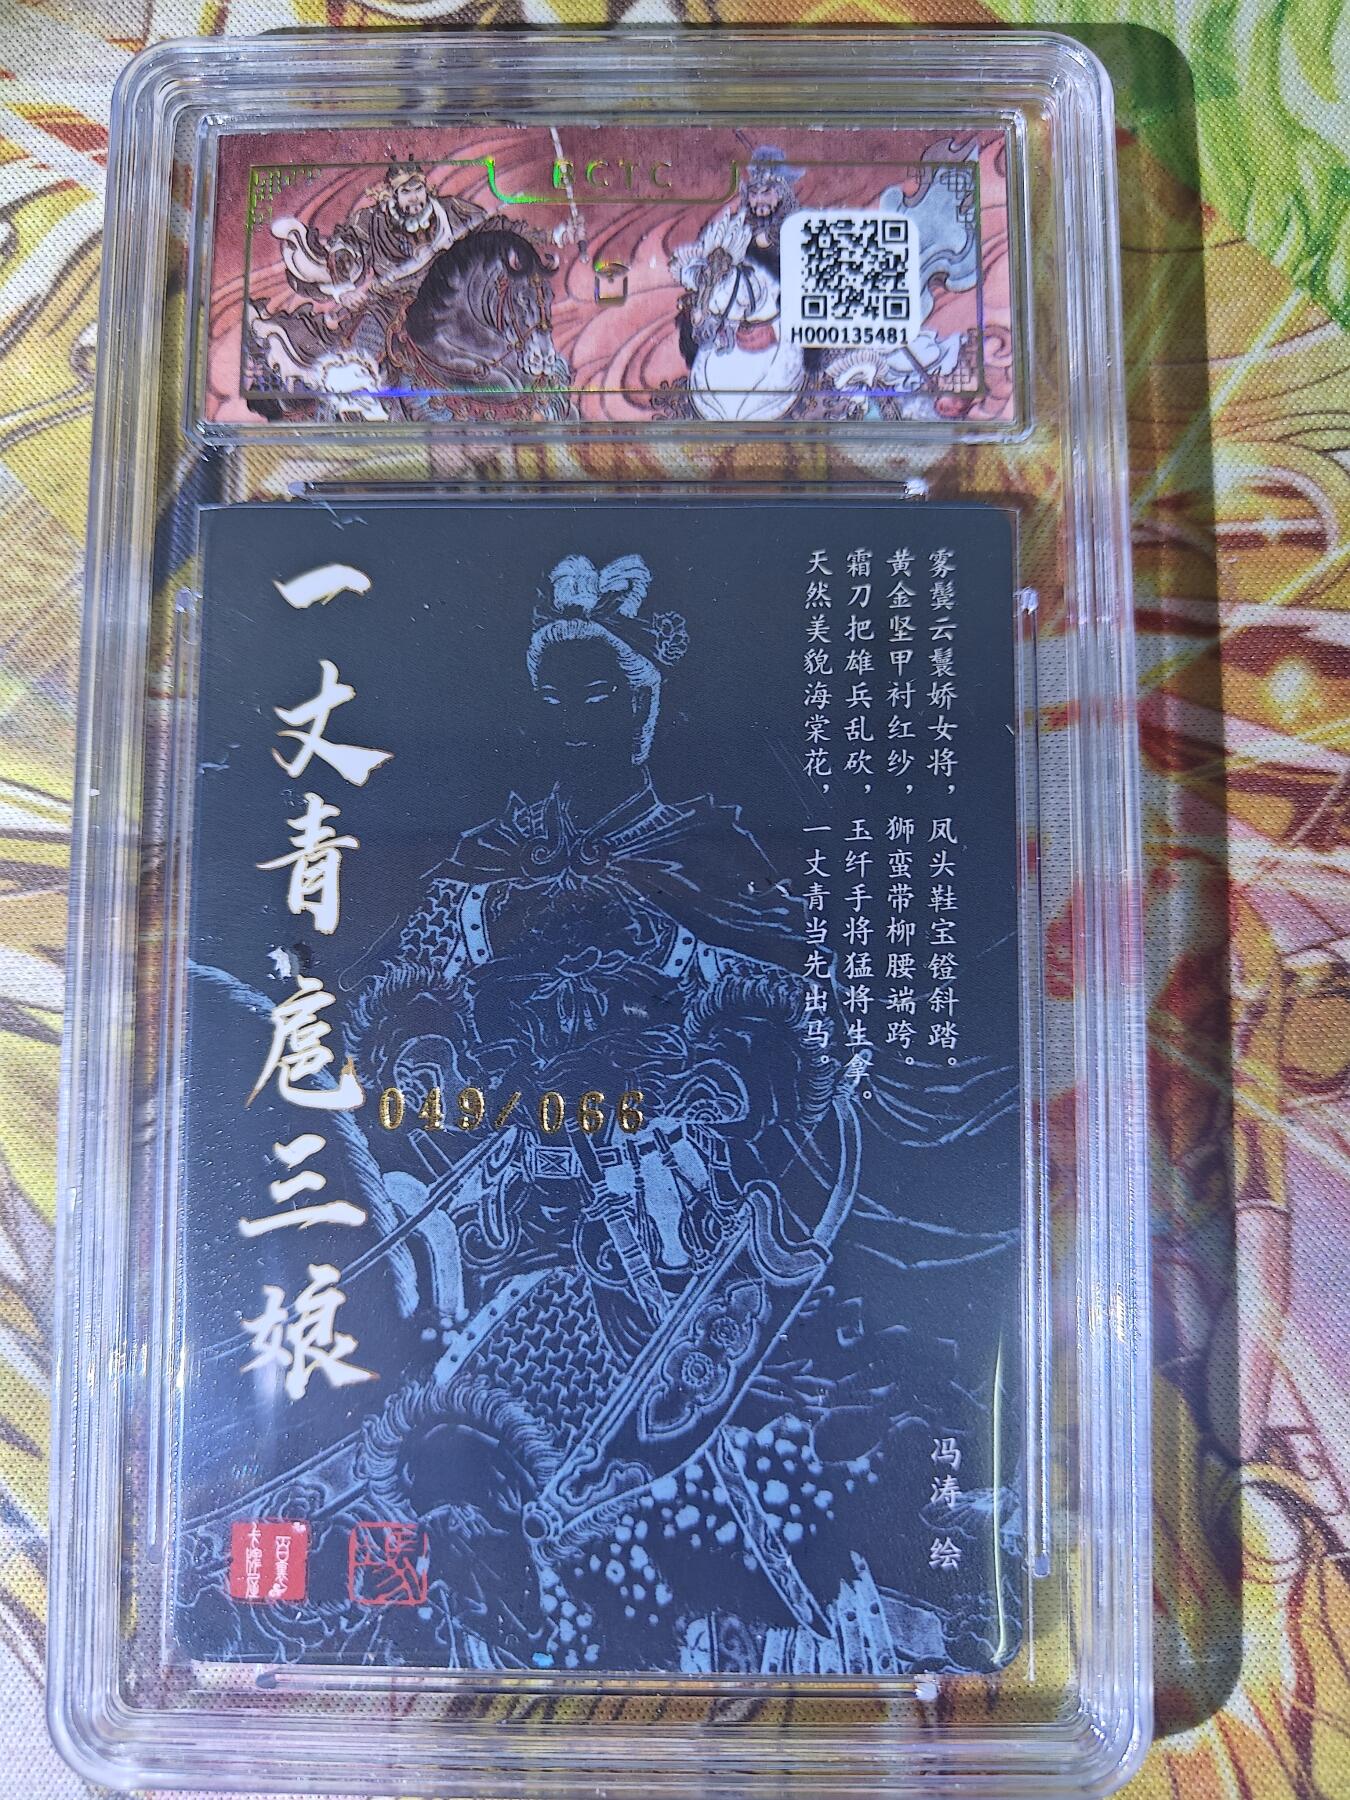 RCTC
H000135481
雾鬓云鬟娇女将，凤头鞋宝镫斜踏。
黄金坚甲衬红纱，狮蛮带柳腰端跨。
霜刀把雄兵乱砍，玉纤手将猛将生拿。
天然美貌海棠花，一丈青当先出马。
一丈青扈三娘
049/066
冯涛 绘